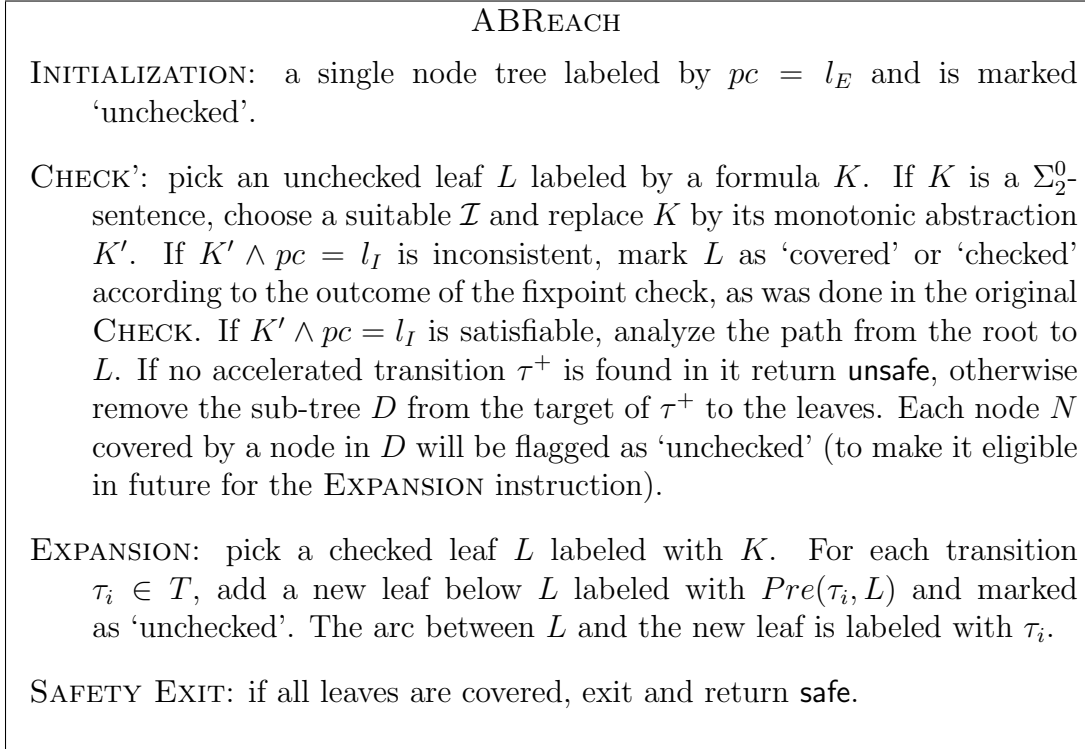 ABREACH
INITIALIZATION: a single node tree labeled by pc = l_E and is marked
‘unchecked’.
CHECK’: pick an unchecked leaf L labeled by a formula K. If K is a Σ^0_2-
sentence, choose a suitable ℐ and replace K by its monotonic abstraction
K′. If K′ ∧ pc = l_I is inconsistent, mark L as ‘covered’ or ‘checked’
according to the outcome of the fixpoint check, as was done in the original
CHECK. If K′ ∧ pc = l_I is satisfiable, analyze the path from the root to
L. If no accelerated transition τ^+ is found in it return unsafe, otherwise
remove the sub-tree D from the target of τ^+ to the leaves. Each node N
covered by a node in D will be flagged as ‘unchecked’ (to make it eligible
in future for the EXPANSION instruction).
EXPANSION: pick a checked leaf L labeled with K. For each transition
τ_i ∈ T, add a new leaf below L labeled with Pre(τ_i, L) and marked
as ‘unchecked’. The arc between L and the new leaf is labeled with τ_i.
SAFETY EXIT: if all leaves are covered, exit and return safe.